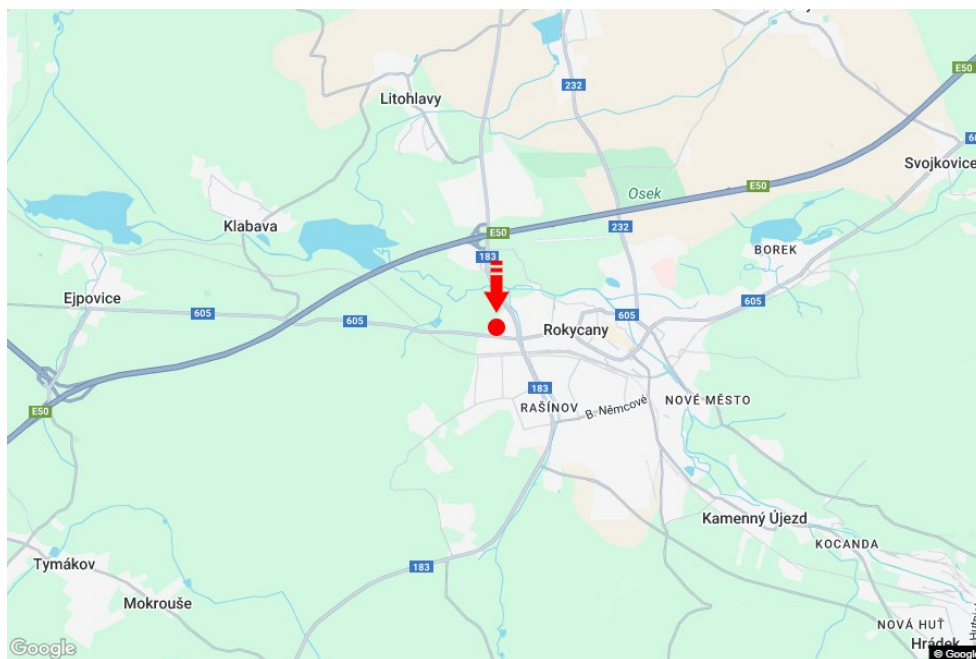 E50
232
Litohlavy
Svojkovice
E50
Osek
Klabava
232
E50
BOREK
183
Ejpovice
605
605
605
605
Rokycany
183
E50
RAŠÍNOV
B. Němcové
NOVÉ MĚSTO
Kamenný Újezd
KOCANDA
183
Tymákov
Mokrouše
NOVÁ HUŤ
Hrádek
Google
© Google